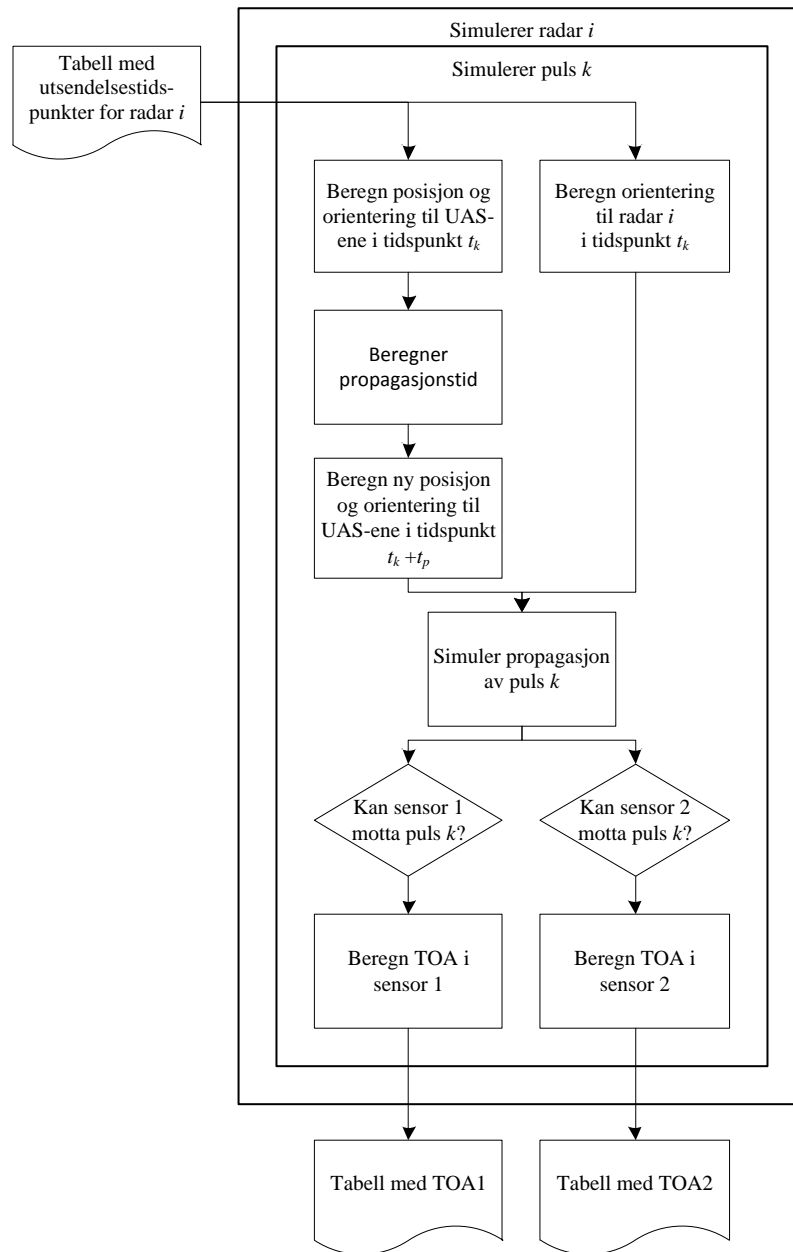 Simulerer radar i
Simulerer puls k
Tabell med
utsendelsestids-
punkter for radar i
Beregn posisjon og
orientering til UAS-
ene i tidspunkt tk
Beregn orientering
til radar i
i tidspunkt tk
Beregner
propagasjonstid
Beregn ny posisjon
og orientering til
UAS-ene i tidspunkt
tk +tp
Simuler propagasjon
av puls k
Kan sensor 1
motta puls k?
Kan sensor 2
motta puls k?
Beregn TOA i
sensor 1
Beregn TOA i
sensor 2
Tabell med TOA1
Tabell med TOA2